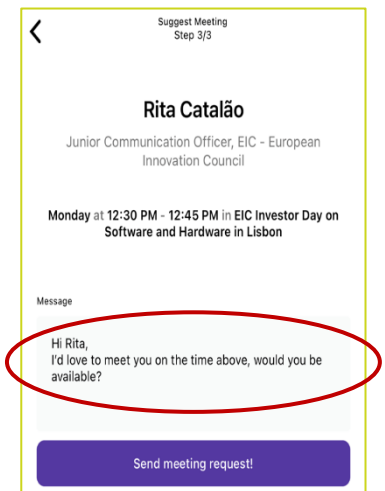 Suggest Meeting
Step 3/3
Rita Catalão
Junior Communication Officer, EIC - European
Innovation Council
Monday at 12:30 PM - 12:45 PM in EIC Investor Day on
Software and Hardware in Lisbon
Message
Hi Rita,
I'd love to meet you on the time above, would you be
available?
Send meeting request!